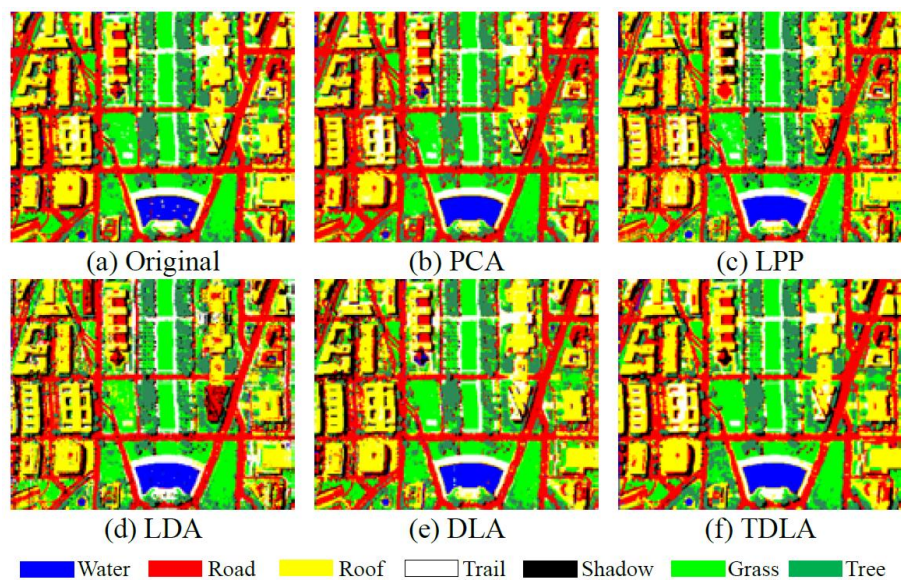 (a) Original (b) PCA (c) LPP
(d) LDA (e) DLA (f) TDLA
Water Road Roof Trail Shadow Grass Tree